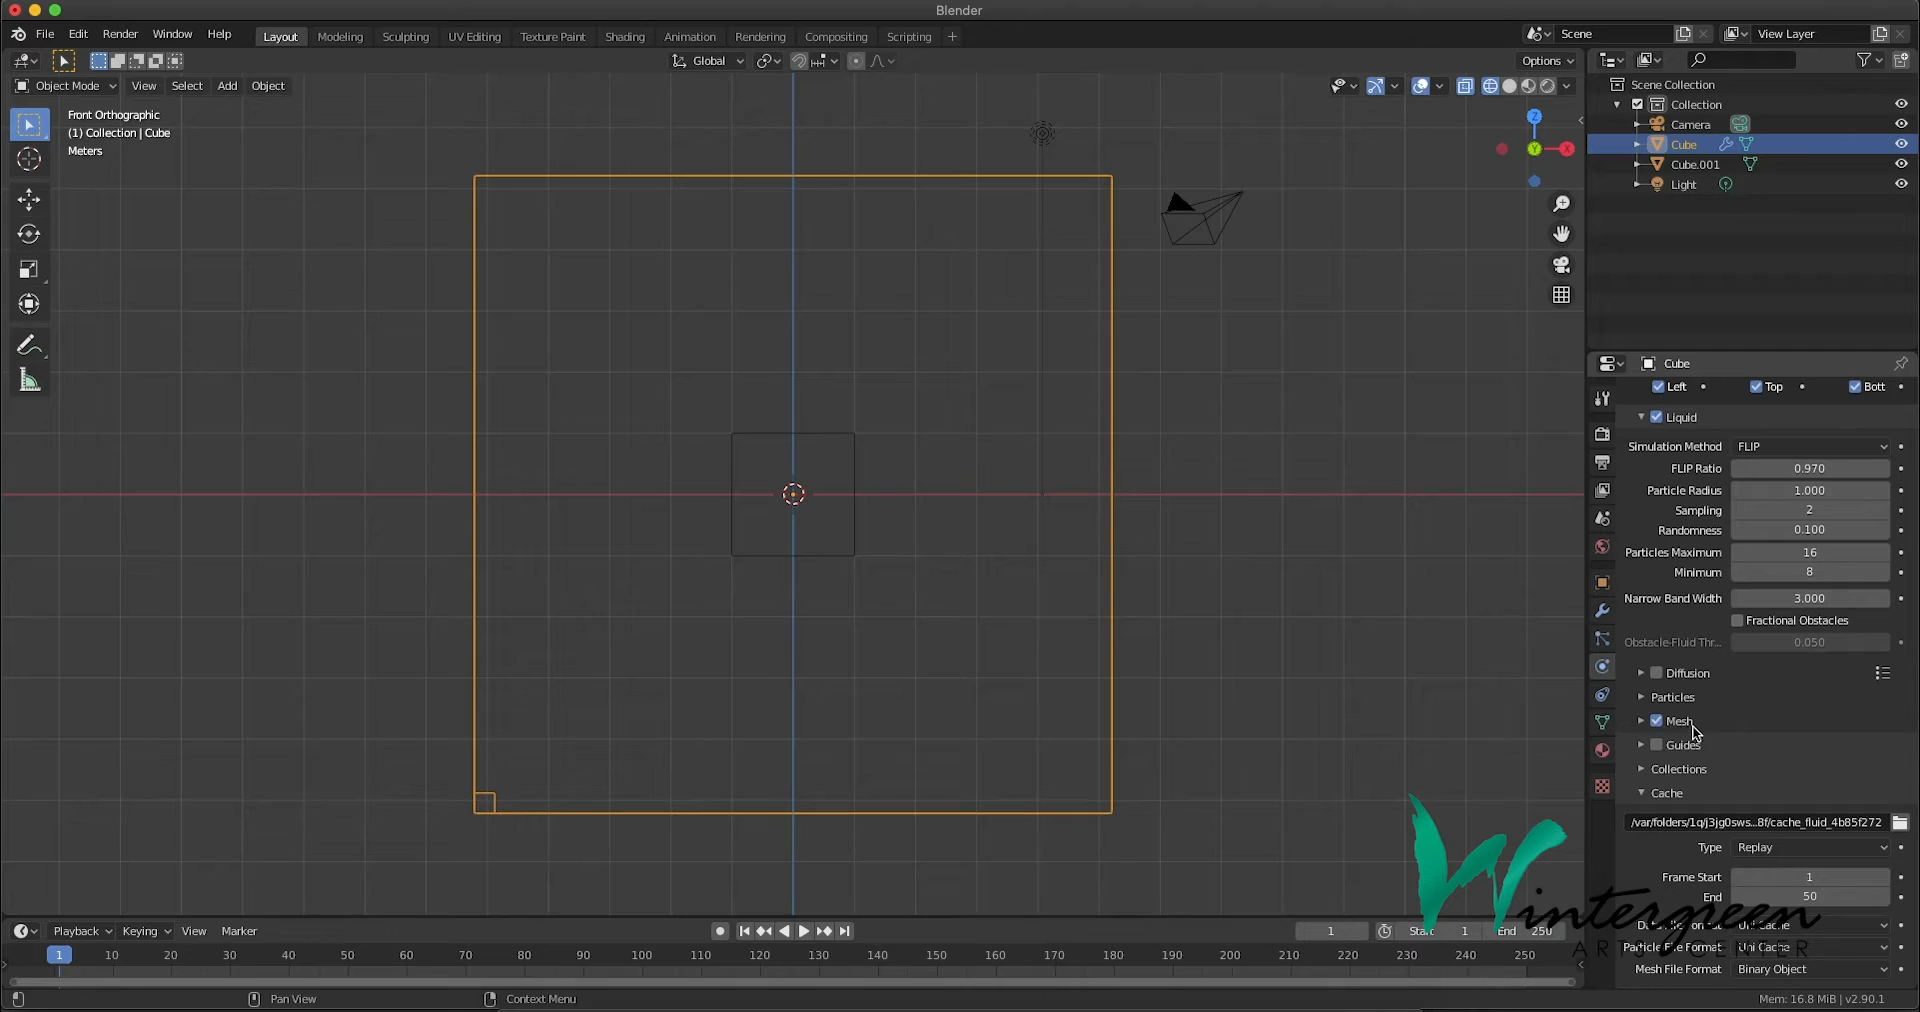 Blender
File Edit Render Window Help Layout Modeling Sculpting UV Editing Texture Paint Shading Animation Rendering Compositing Scripting + Scene View Layer
Global Options
Object Mode View Select Add Object
Front Orthographic
(1) Collection | Cube
Meters
Z
Y
X
Scene Collection
Collection
Camera
Cube
Cube.001
Light
Cube
Left Top Bott
Liquid
Simulation Method FLIP
FLIP Ratio 0.970
Particle Radius 1.000
Sampling 2
Randomness 0.100
Particles Maximum 16
Minimum 8
Narrow Band Width 3.000
Fractional Obstacles
Obstacle-Fluid Thr... 0.050
Diffusion
Particles
Mesh
Guides
Collections
Cache
/var/folders/1q/j3jg0sws...8f/cache_fluid_4b85f272
Type Replay
Frame Start 1
End 50
Uni Cache
Particle File Format Uni Cache
Mesh File Format Binary Object
Wintergreen
ARTS CENTER
Playback Keying View Marker 1 Start 1 End 250
1 10 20 30 40 50 60 70 80 90 100 110 120 130 140 150 160 170 180 190 200 210 220 230 240 250
Pan View Context Menu Mem: 16.8 MiB | v2.90.1